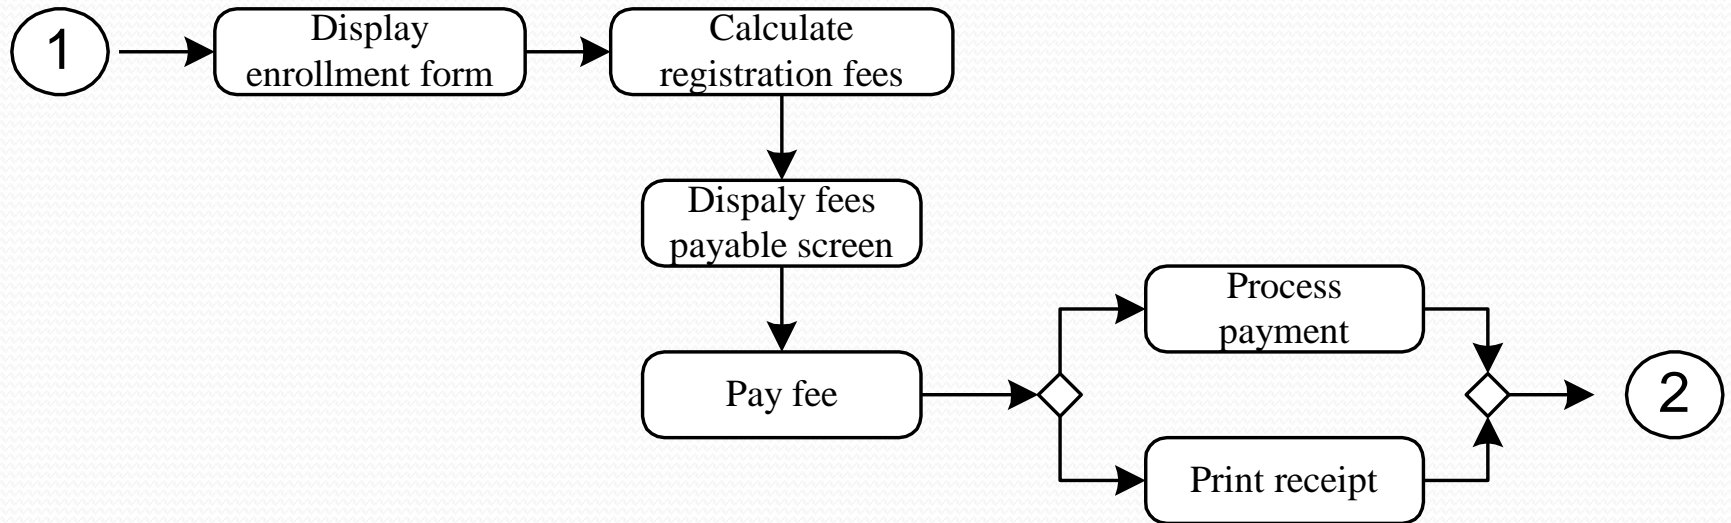 1
Display
enrollment form
Calculate
registration fees
Dispaly fees
payable screen
Pay fee
Process
payment
Print receipt
2